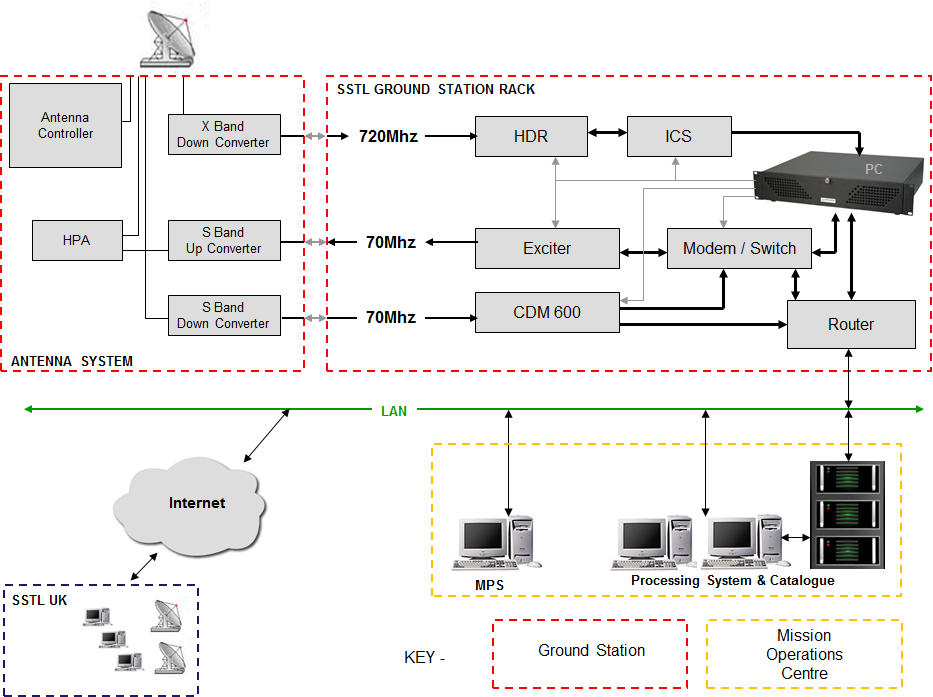 SSTL GROUND STATION RACK
Antenna
Controller
X Band
Down Converter
720Mhz
HDR
ICS
PC
HPA
S Band
Up Converter
70Mhz
Exciter
Modem / Switch
S Band
Down Converter
70Mhz
CDM 600
Router
ANTENNA SYSTEM
LAN
Internet
MPS
Processing System & Catalogue
SSTL UK
KEY -
Ground Station
Mission
Operations
Centre